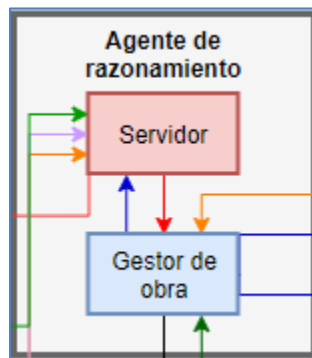 Agente de
razonamiento
Servidor
Gestor de
obra